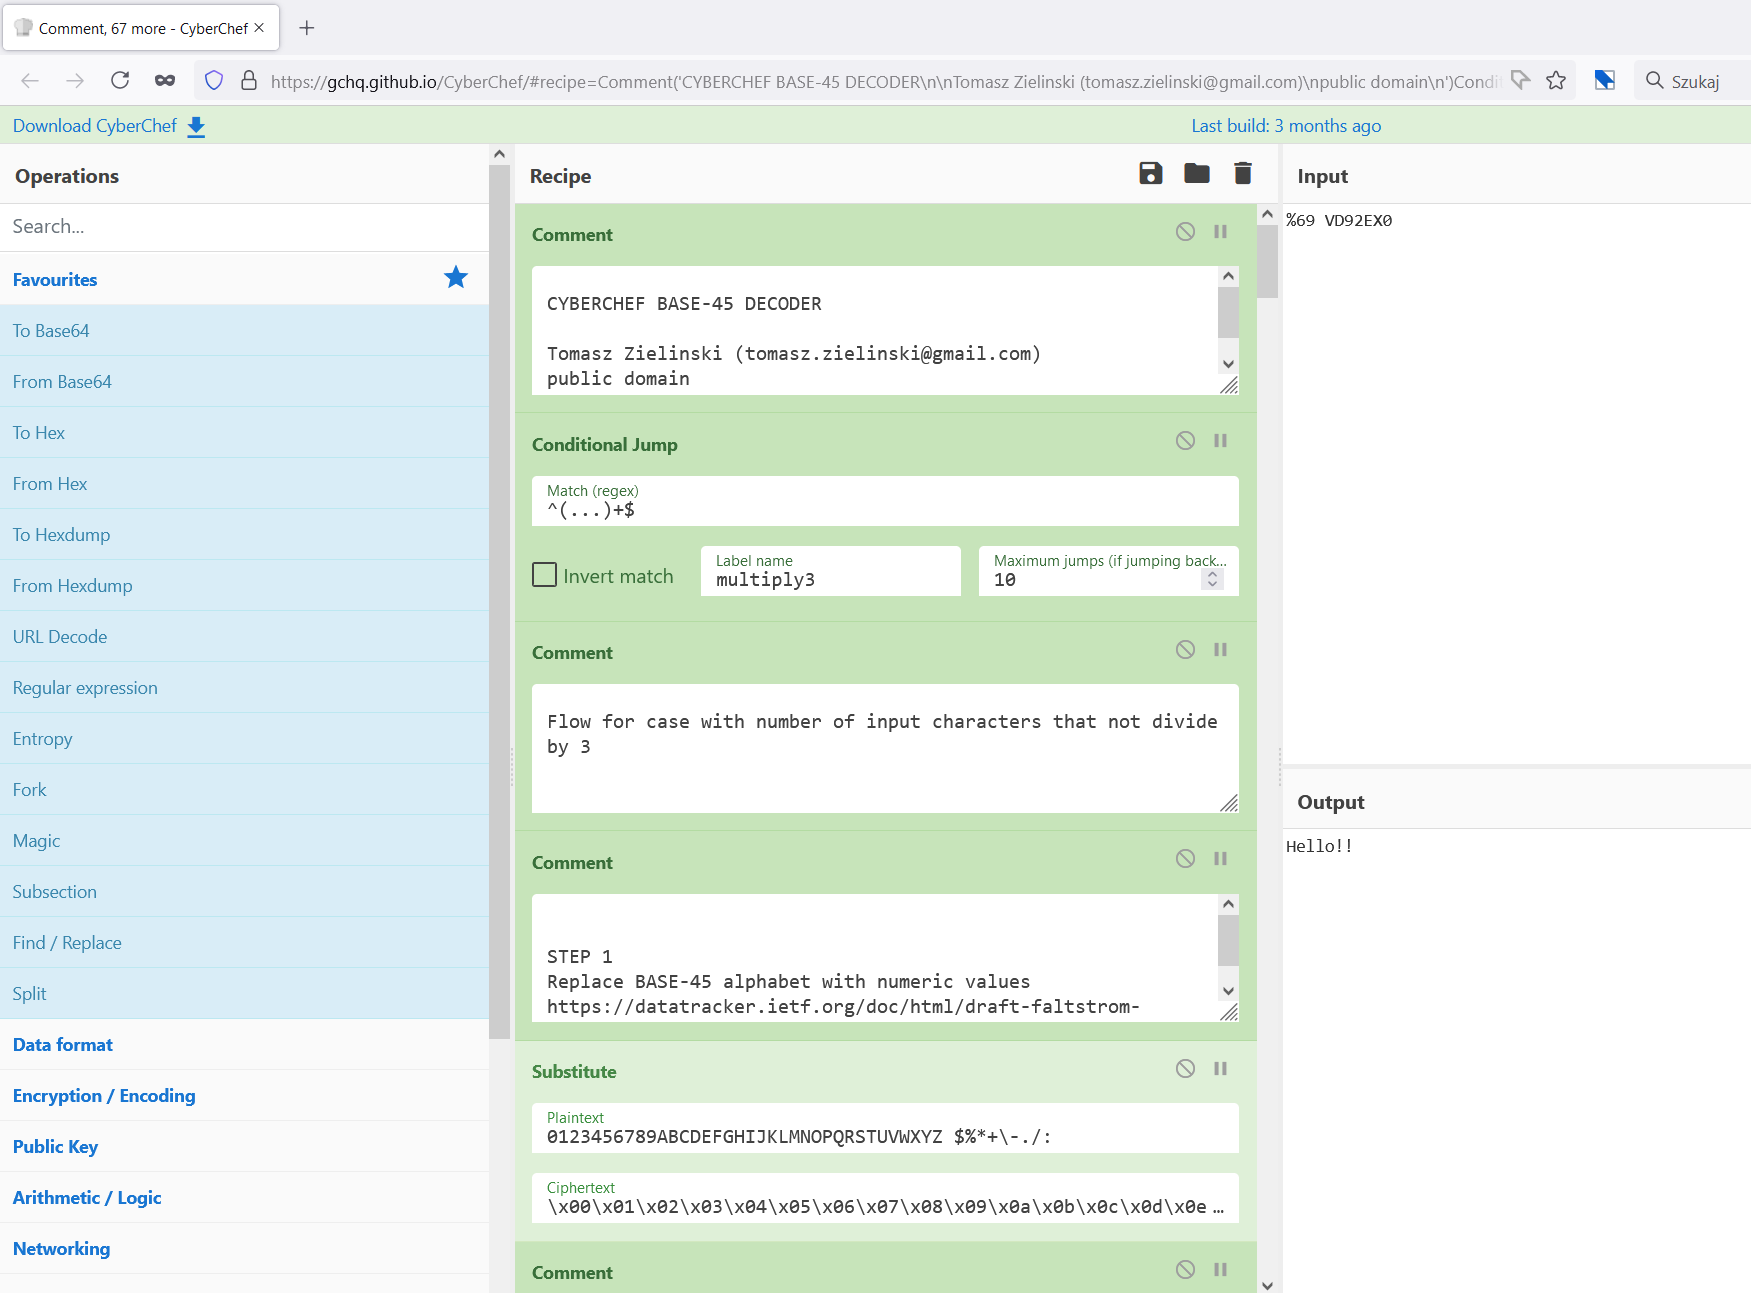 Comment, 67 more - CyberChef
https://gchq.github.io/CyberChef/#recipe=Comment('CYBERCHEF BASE-45 DECODER\n\nTomasz Zielinski (tomasz.zielinski@gmail.com)\npublic domain\n')Condi
Szukaj
Download CyberChef
Last build: 3 months ago
Operations
Search...
Favourites
To Base64
From Base64
To Hex
From Hex
To Hexdump
From Hexdump
URL Decode
Regular expression
Entropy
Fork
Magic
Subsection
Find / Replace
Split
Data format
Encryption / Encoding
Public Key
Arithmetic / Logic
Networking
Recipe
Comment
CYBERCHEF BASE-45 DECODER
Tomasz Zielinski (tomasz.zielinski@gmail.com)
public domain
Conditional Jump
Match (regex)
^(...)+$
Invert match
Label name
multiply3
Maximum jumps (if jumping back...
10
Comment
Flow for case with number of input characters that not divide
by 3
Comment
STEP 1
Replace BASE-45 alphabet with numeric values
https://datatracker.ietf.org/doc/html/draft-faltstrom-
Substitute
Plaintext
0123456789ABCDEFGHIJKLMNOPQRSTUVWXYZ $%*+\-./:
Ciphertext
\x00\x01\x02\x03\x04\x05\x06\x07\x08\x09\x0a\x0b\x0c\x0d\x0e…
Comment
Input
%69 VD92EX0
Output
Hello!!